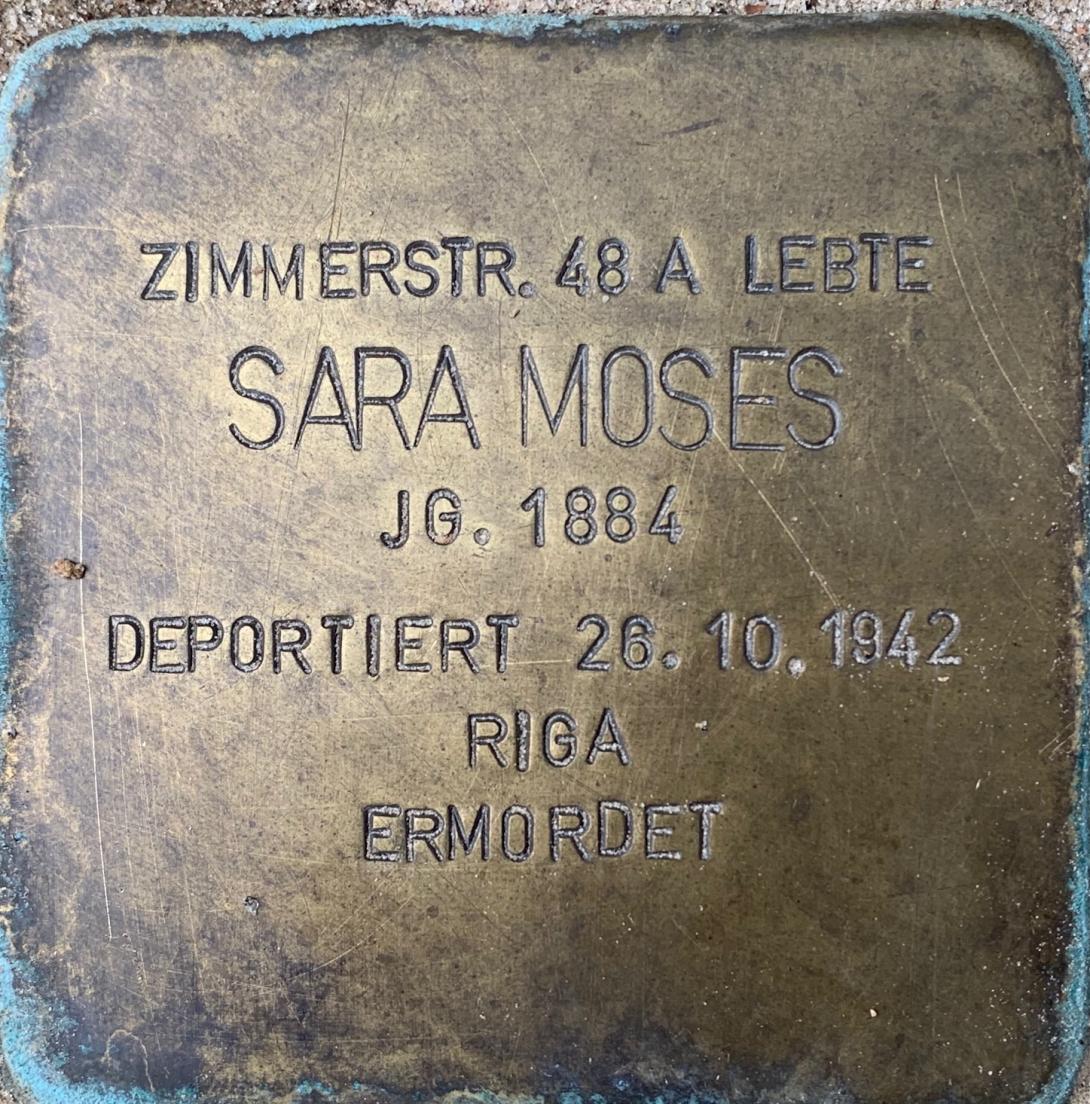 ZIMMERSTR. 48 A LEBTE
SARA MOSES
JG. 1884
DEPORTIERT 26. 10. 1942
RIGA
ERMORDET